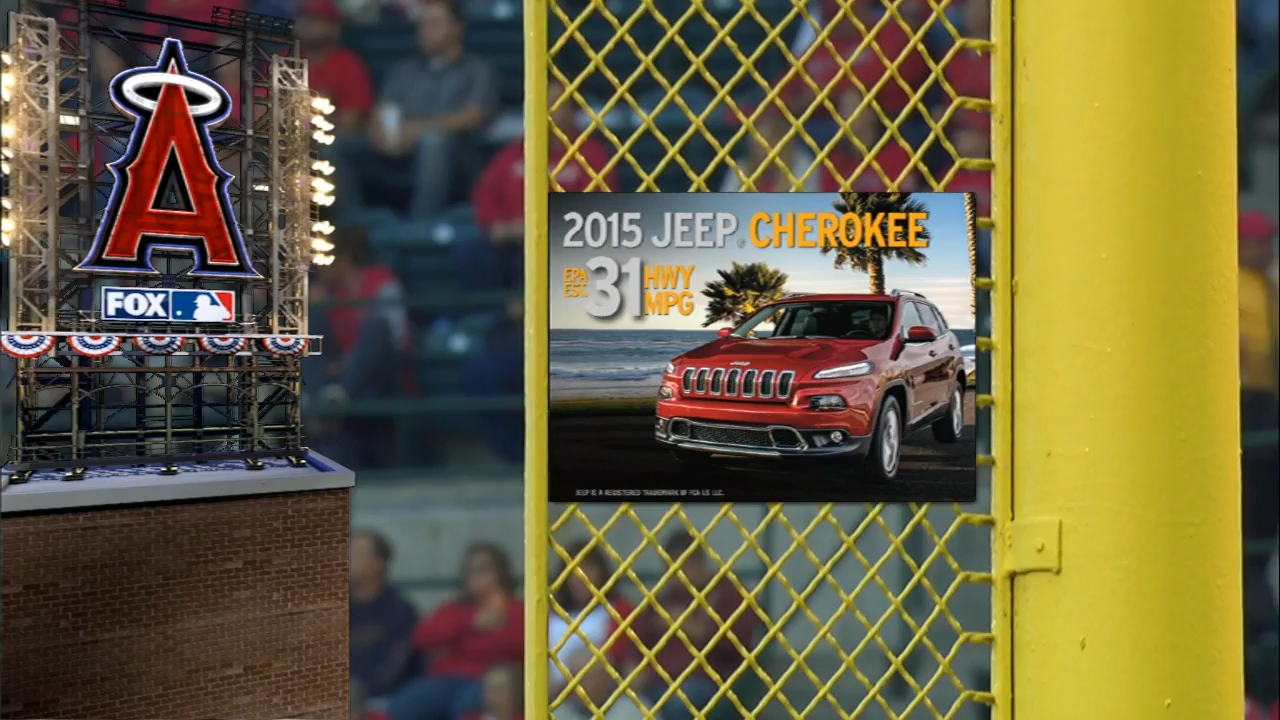 A
FOX
2015 JEEP® CHEROKEE
EPA
EST.
31
HWY
MPG
JEEP IS A REGISTERED TRADEMARK OF FCA US LLC.